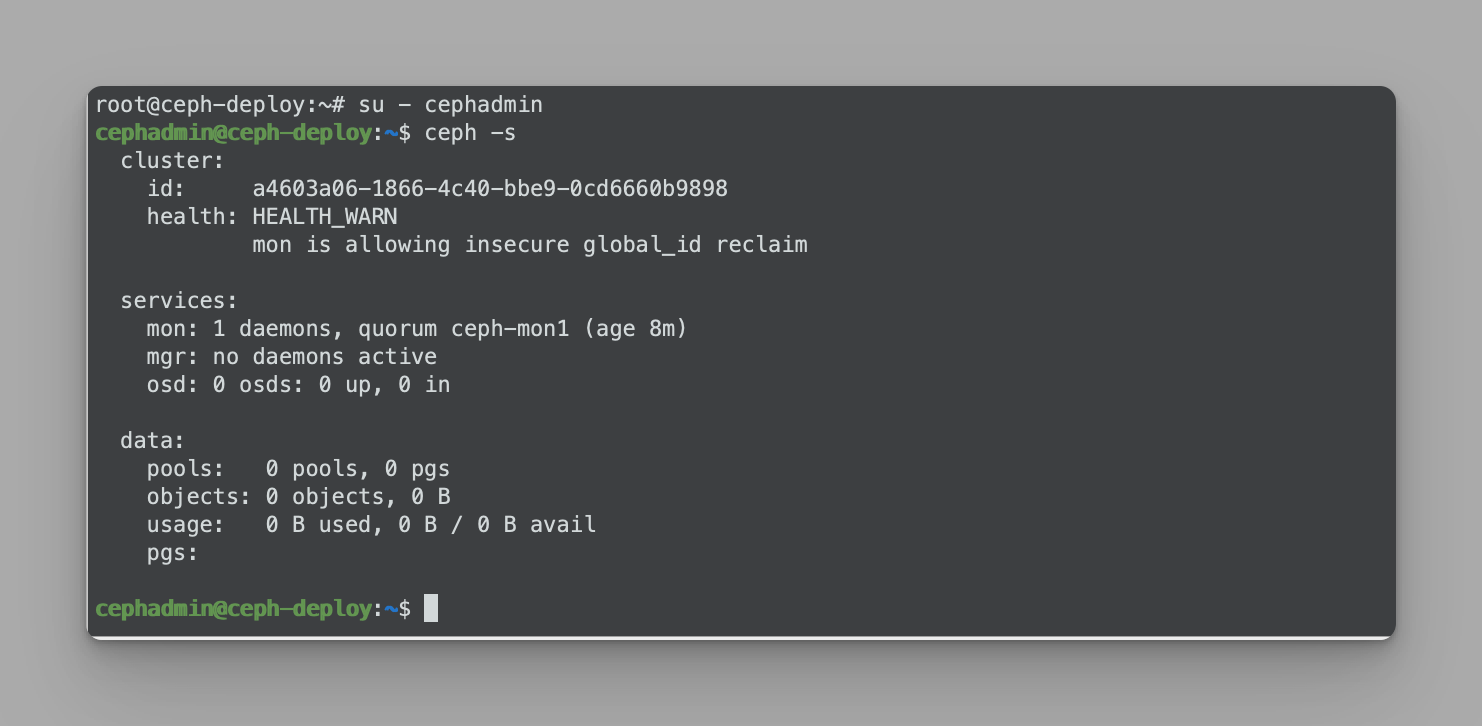 root@ceph-deploy:~# su - cephadmin
cephadmin@ceph-deploy:~$ ceph -s
  cluster:
    id:     a4603a06-1866-4c40-bbe9-0cd6660b9898
    health: HEALTH_WARN
            mon is allowing insecure global_id reclaim

  services:
    mon: 1 daemons, quorum ceph-mon1 (age 8m)
    mgr: no daemons active
    osd: 0 osds: 0 up, 0 in

  data:
    pools:   0 pools, 0 pgs
    objects: 0 objects, 0 B
    usage:   0 B used, 0 B / 0 B avail
    pgs:

cephadmin@ceph-deploy:~$